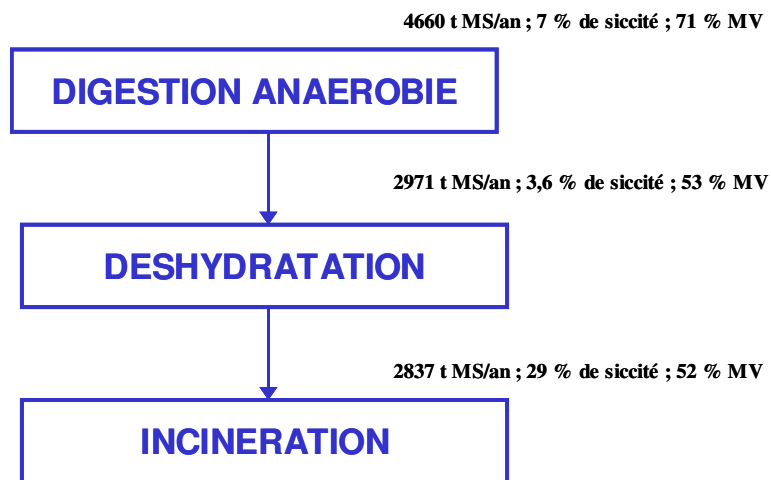 4660 t MS/an ; 7 % de siccité ; 71 % MV
DIGESTION ANAEROBIE
2971 t MS/an ; 3,6 % de siccité ; 53 % MV
DESHYDRATATION
2837 t MS/an ; 29 % de siccité ; 52 % MV
INCINERATION